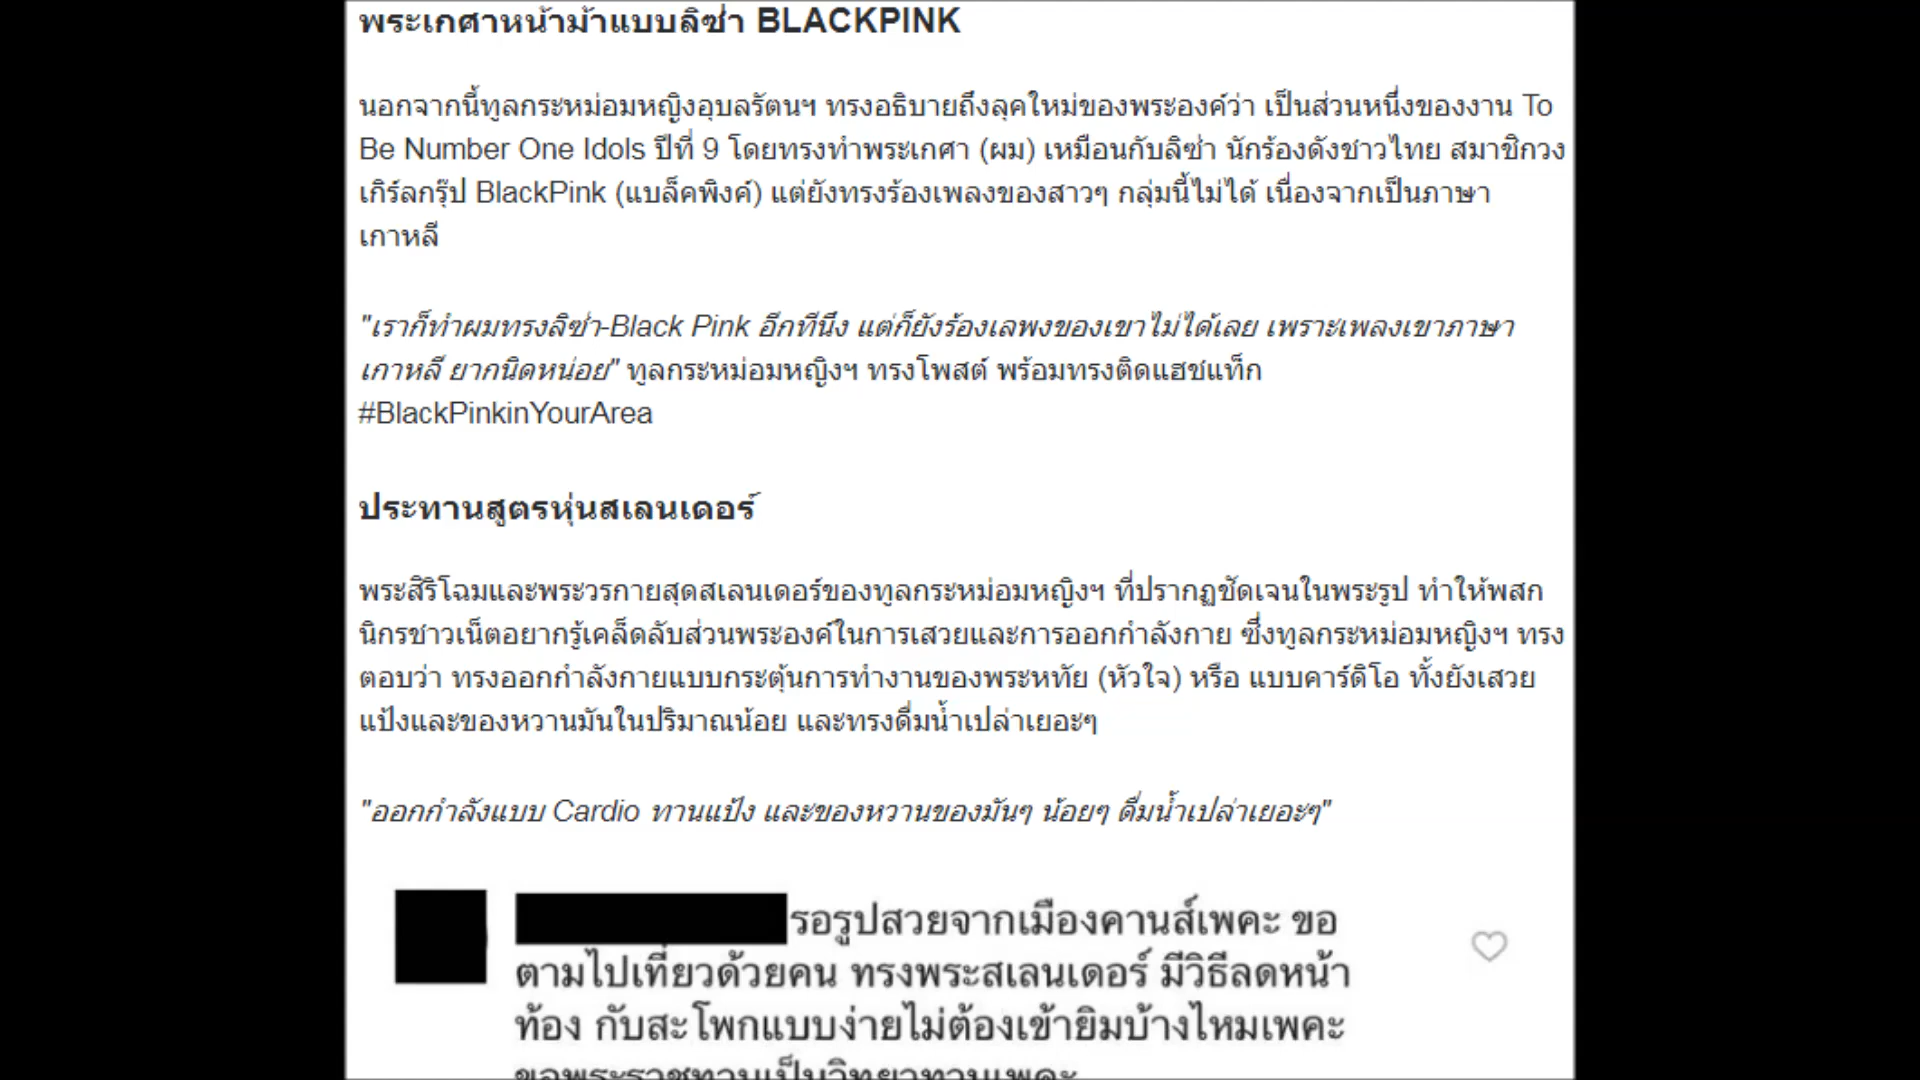 พระเกศาหน้าม้าแบบลิซ่า BLACKPINK
นอกจากนี้ทูลกระหม่อมหญิงอุบลรัตนฯ ทรงอธิบายถึงลุคใหม่ของพระองค์ว่า เป็นส่วนหนึ่งของงาน To
Be Number One Idols ปีที่ 9 โดยทรงทำพระเกศา (ผม) เหมือนกับลิซ่า นักร้องดังชาวไทย สมาชิกวง
เกิร์ลกรุ๊ป BlackPink (แบล็คพิงค์) แต่ยังทรงร้องเพลงของสาวๆ กลุ่มนี้ไม่ได้ เนื่องจากเป็นภาษา
เกาหลี
"เราก็ทำผมทรงลิซ่า-Black Pink อีกทีนึง แต่ก็ยังร้องเลพงของเขาไม่ได้เลย เพราะเพลงเขาภาษา
เกาหลี ยากนิดหน่อย" ทูลกระหม่อมหญิงฯ ทรงโพสต์ พร้อมทรงติดแฮชแท็ก
#BlackPinkinYourArea
ประทานสูตรหุ่นสเลนเดอร์
พระสิริโฉมและพระวรกายสุดสเลนเดอร์ของทูลกระหม่อมหญิงฯ ที่ปรากฏชัดเจนในพระรูป ทำให้พสก
นิกรชาวเน็ตอยากรู้เคล็ดลับส่วนพระองค์ในการเสวยและการออกกำลังกาย ซึ่งทูลกระหม่อมหญิงฯ ทรง
ตอบว่า ทรงออกกำลังกายแบบกระตุ้นการทำงานของพระหทัย (หัวใจ) หรือ แบบคาร์ดิโอ ทั้งยังเสวย
แป้งและของหวานมันในปริมาณน้อย และทรงดื่มน้ำเปล่าเยอะๆ
"ออกกำลังแบบ Cardio ทานแป้ง และของหวานของมันๆ น้อยๆ ดื่มน้ำเปล่าเยอะๆ"
รอรูปสวยจากเมืองคานส์เพคะ ขอ
ตามไปเที่ยวด้วยคน ทรงพระสเลนเดอร์ มีวิธีลดหน้า
ท้อง กับสะโพกแบบง่ายไม่ต้องเข้ายิมบ้างไหมเพคะ
ขอพระราชทานเป็นวิทยาทานเพคะ